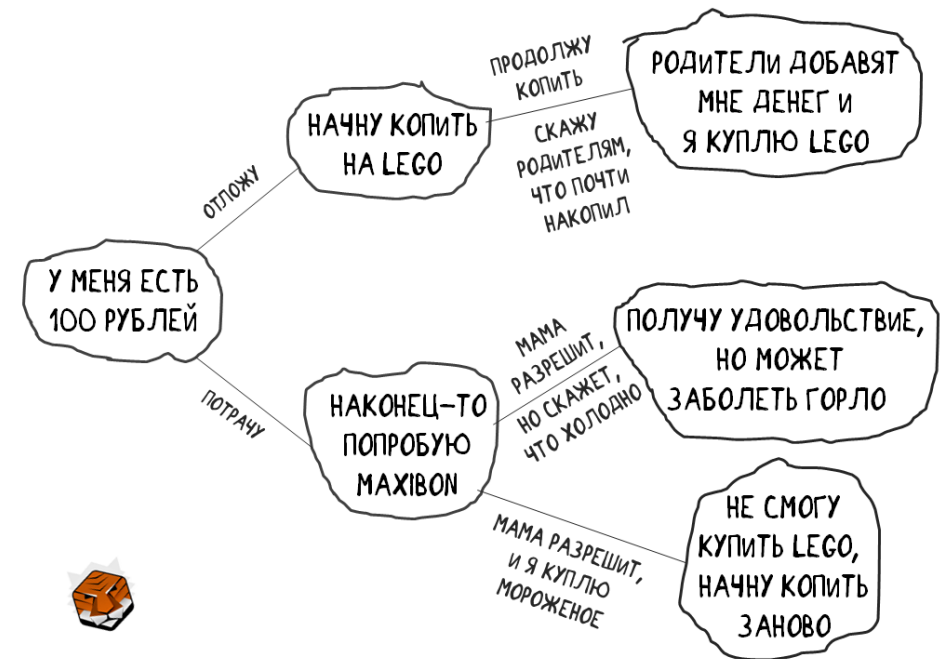 У МЕНЯ ЕСТЬ
100 РУБЛЕЙ
ОТЛОЖУ
НАЧНУ КОПИТЬ
НА LEGO
ПРОДОЛЖУ
КОПИТЬ
СКАЖУ
РОДИТЕЛЯМ,
ЧТО ПОЧТИ
НАКОПИЛ
РОДИТЕЛИ ДОБАВЯТ
МНЕ ДЕНЕГ И
Я КУПЛЮ LEGO
ПОТРАЧУ
НАКОНЕЦ-ТО
ПОПРОБУЮ
MAXIBON
МАМА
РАЗРЕШИТ,
НО СКАЖЕТ,
ЧТО ХОЛОДНО
ПОЛУЧУ УДОВОЛЬСТВИЕ,
НО МОЖЕТ
ЗАБОЛЕТЬ ГОРЛО
МАМА РАЗРЕШИТ,
И Я КУПЛЮ
МОРОЖЕНОЕ
НЕ СМОГУ
КУПИТЬ LEGO,
НАЧНУ КОПИТЬ
ЗАНОВО